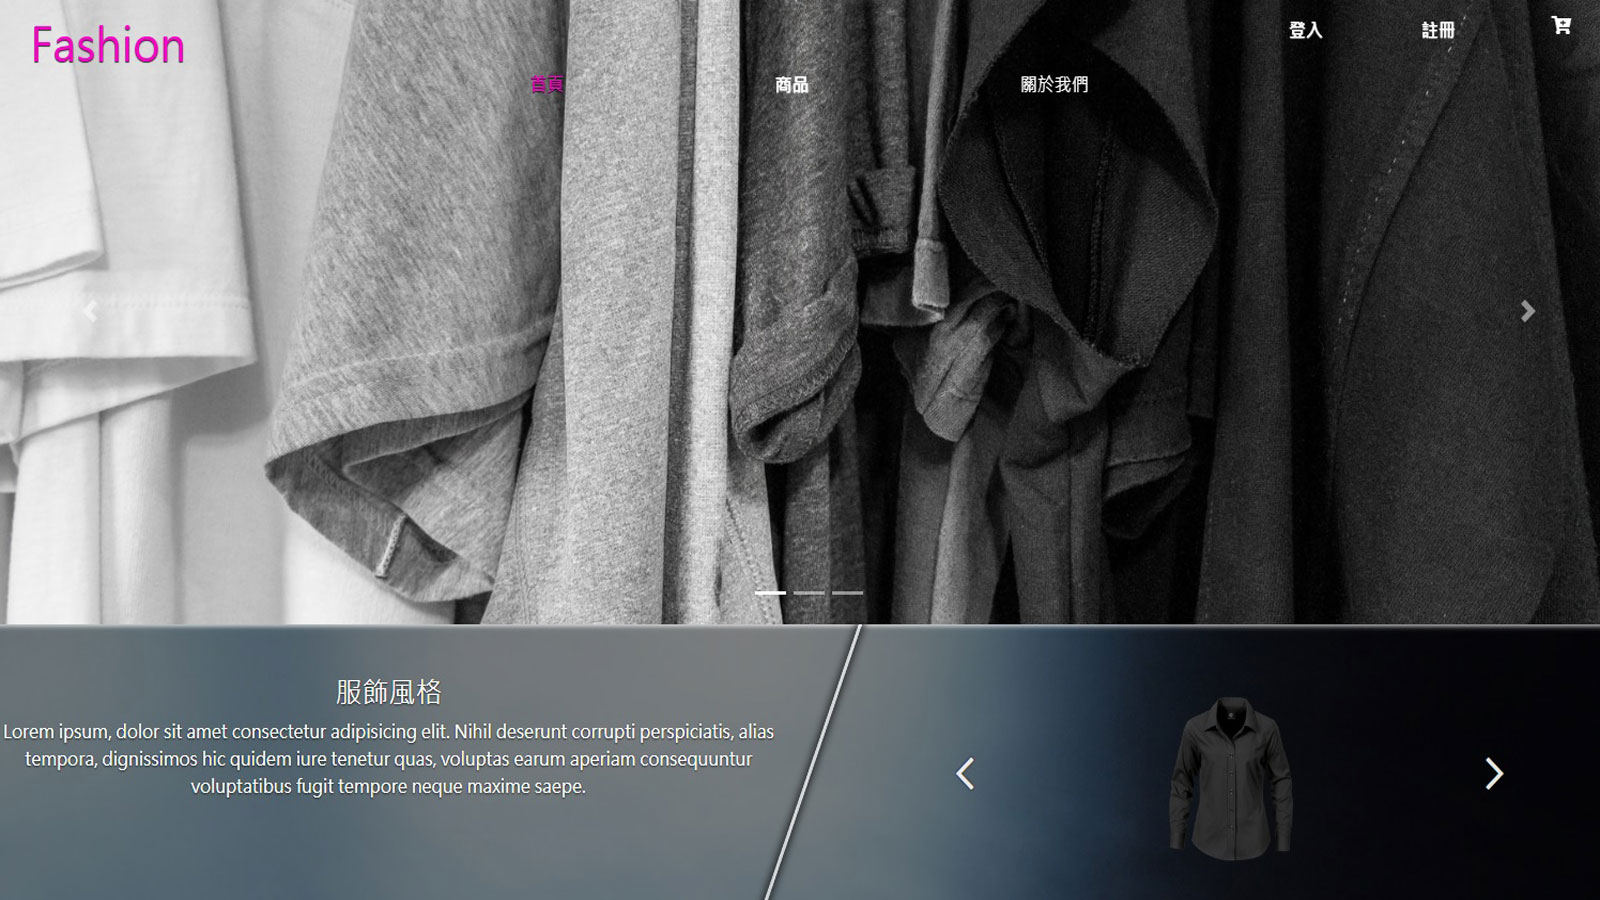 Fashion
登入
註冊
首頁
商品
關於我們
服飾風格
Lorem ipsum, dolor sit amet consectetur adipisicing elit. Nihil deserunt corrupti perspiciatis, alias
tempora, dignissimos hic quidem iure tenetur quas, voluptas earum aperiam consequuntur
voluptatibus fugit tempore neque maxime saepe.